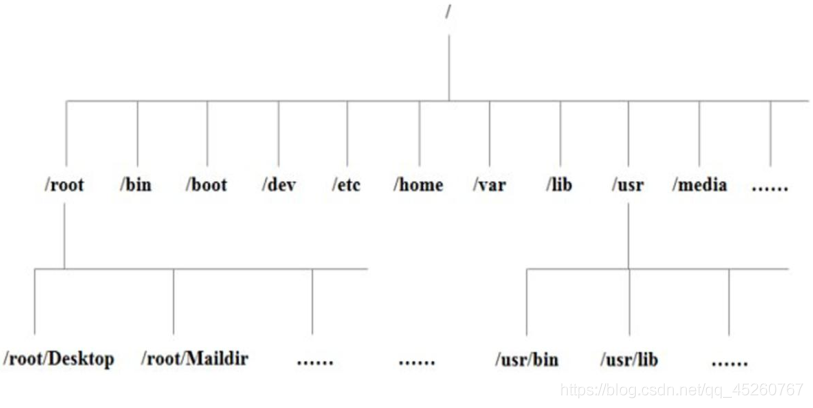 /
/root /bin /boot /dev /etc /home /var /lib /usr /media ……
/root/Desktop /root/Maildir …… …… /usr/bin /usr/lib ……
https://blog.csdn.net/qq_45260767